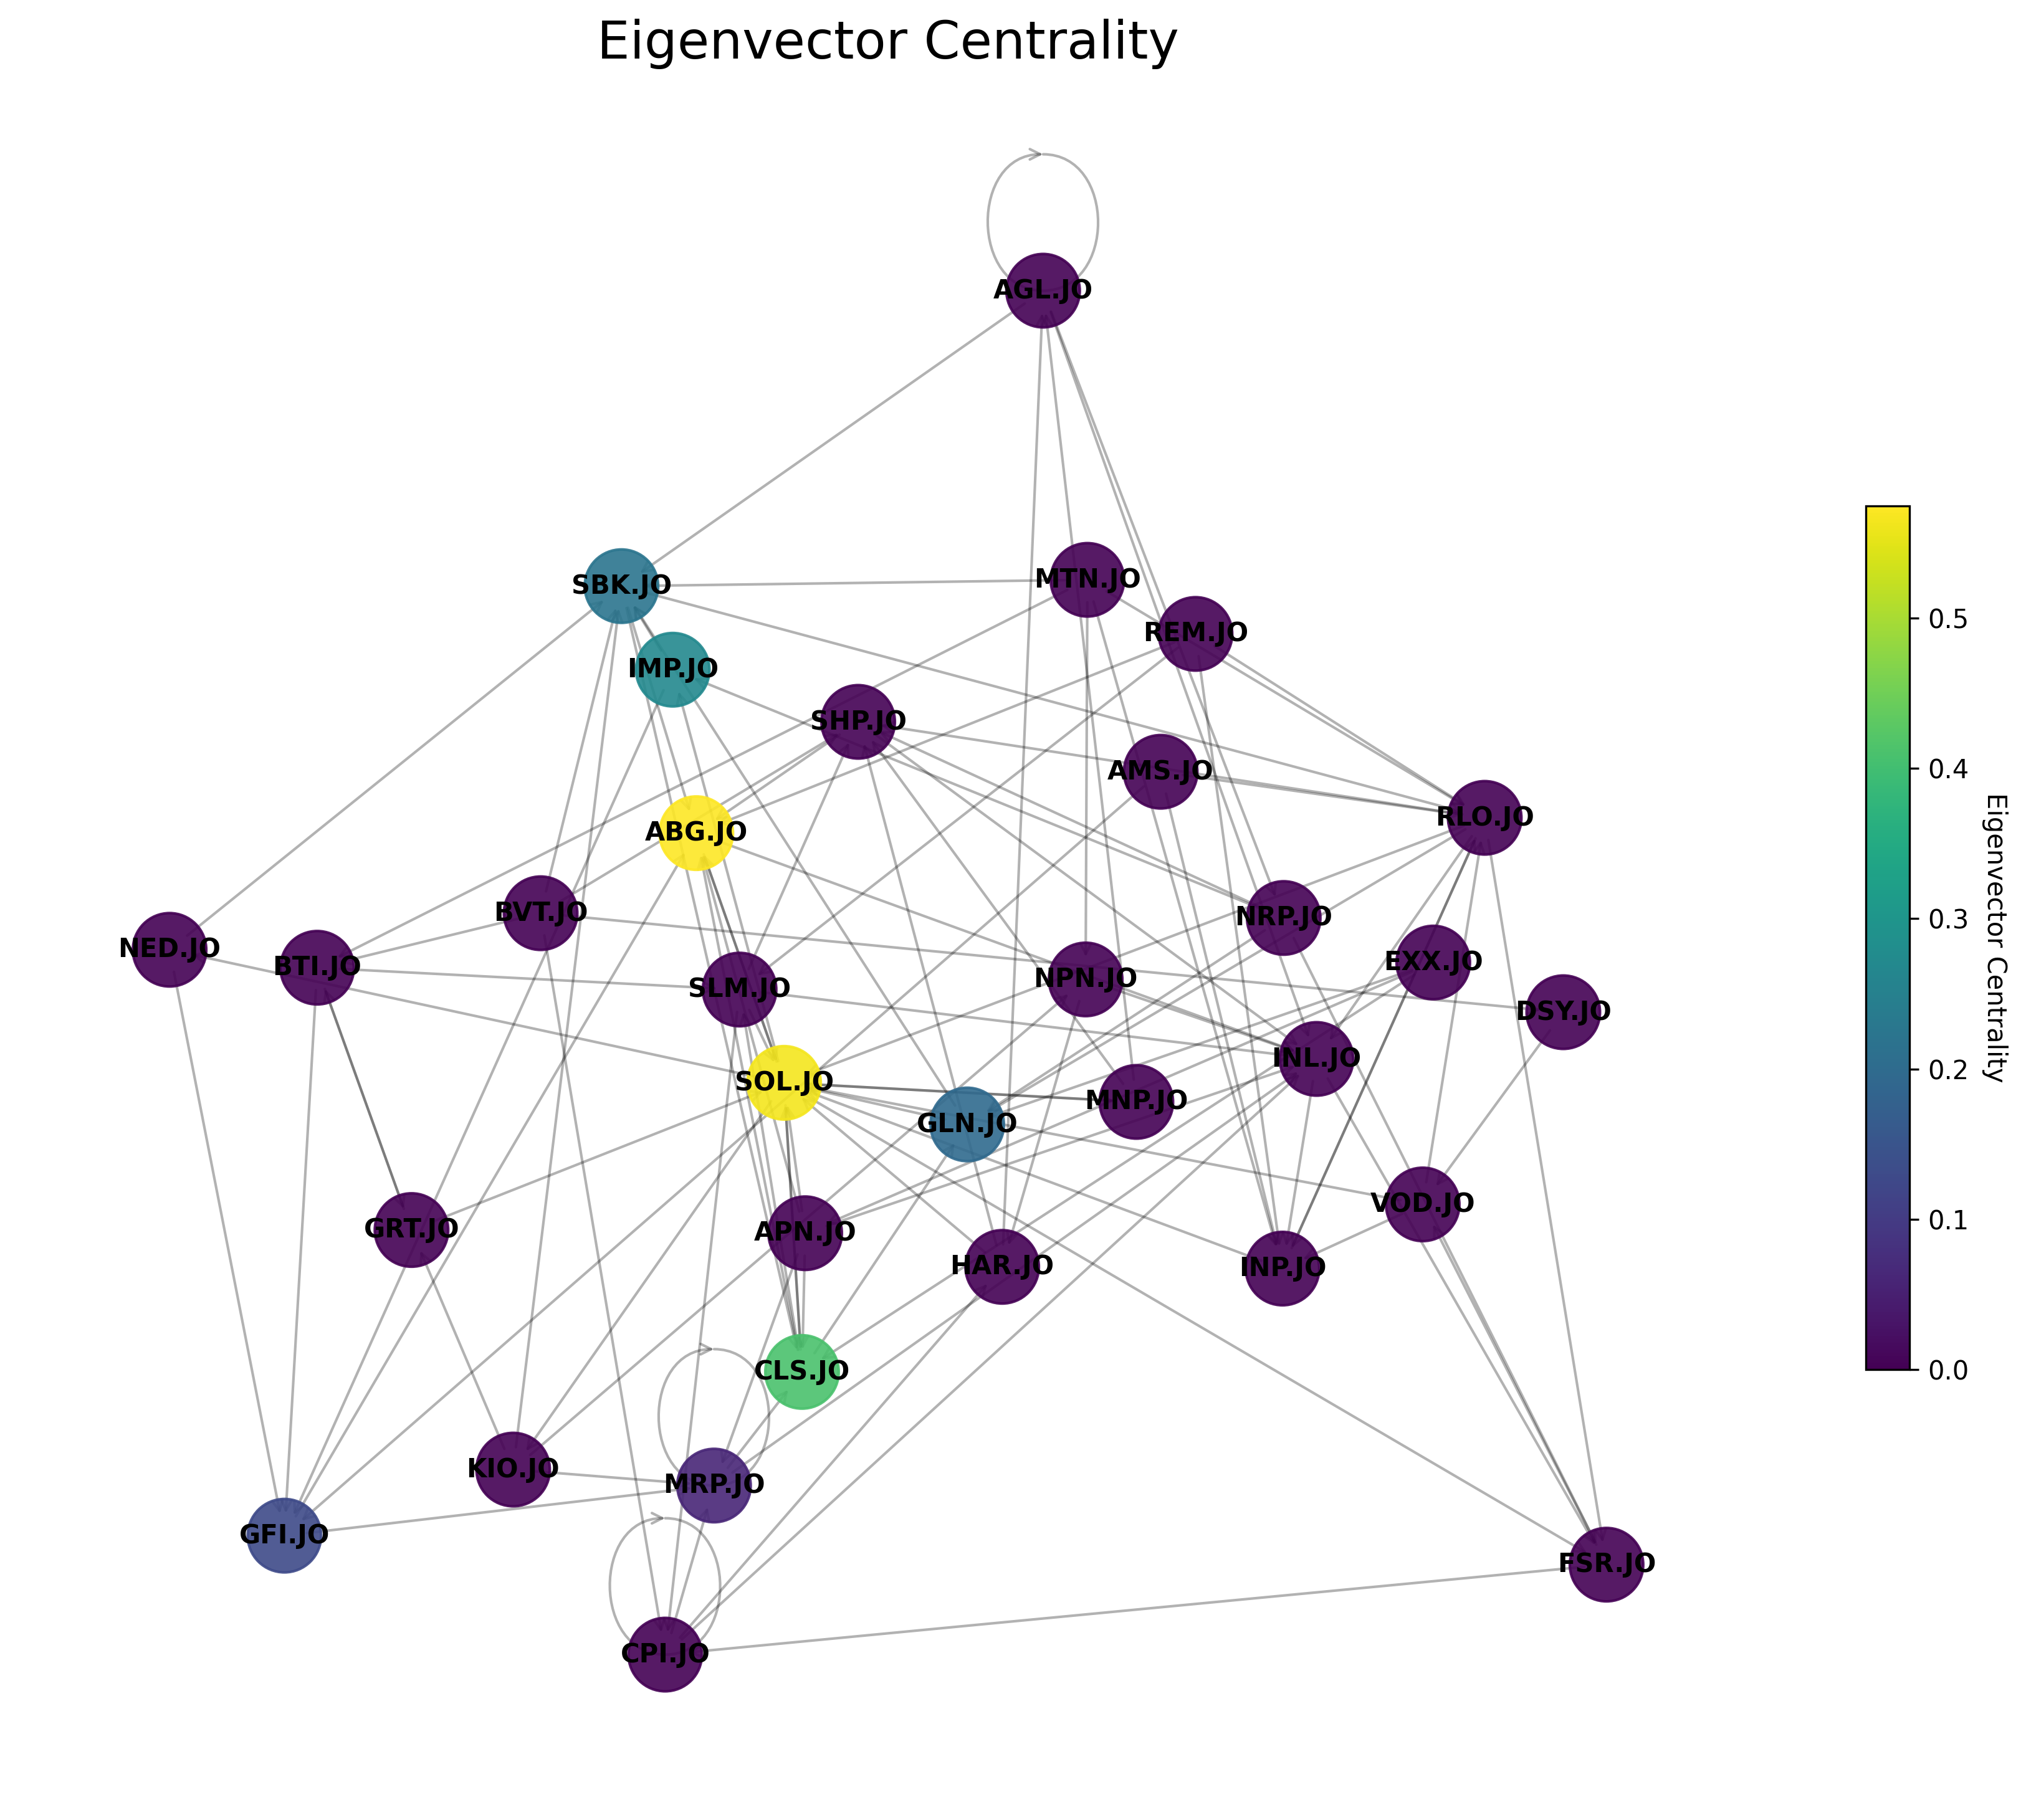 Eigenvector Centrality
AGL.JO
SBK.JO
MTN.JO
REM.JO
IMP.JO
SHP.JO
AMS.JO
RLO.JO
ABG.JO
BVT.JO
NRP.JO
NED.JO
BTI.JO
EXX.JO
SLM.JO
NPN.JO
DSY.JO
INL.JO
SOL.JO
MNP.JO
GLN.JO
VOD.JO
GRT.JO
APN.JO
HAR.JO
INP.JO
CLS.JO
KIO.JO
MRP.JO
GFI.JO
FSR.JO
CPI.JO
0.5
0.4
0.3
0.2
0.1
0.0
Eigenvector Centrality